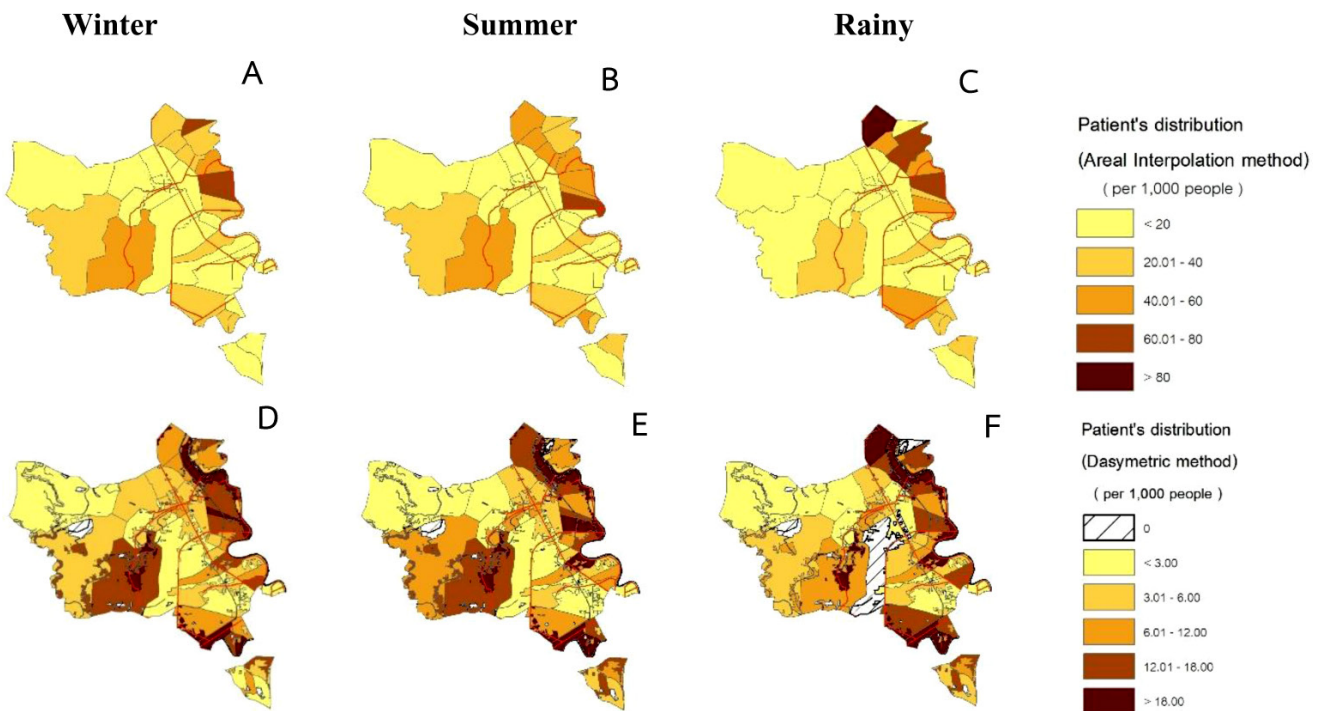 Winter
Summer
Rainy
A
B
C
Patient's distribution
(Areal Interpolation method)
( per 1,000 people )
< 20
20.01 - 40
40.01 - 60
60.01 - 80
> 80
D
E
F
Patient's distribution
(Dasymetric method)
( per 1,000 people )
0
< 3.00
3.01 - 6.00
6.01 - 12.00
12.01 - 18.00
> 18.00